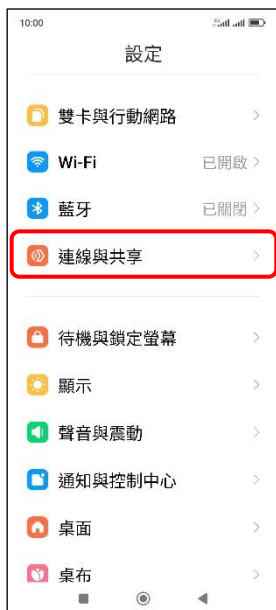 10:00
設定
雙卡與行動網路
Wi-Fi 已開啟
藍牙 已關閉
連線與共享
待機與鎖定螢幕
顯示
聲音與震動
通知與控制中心
桌面
桌布